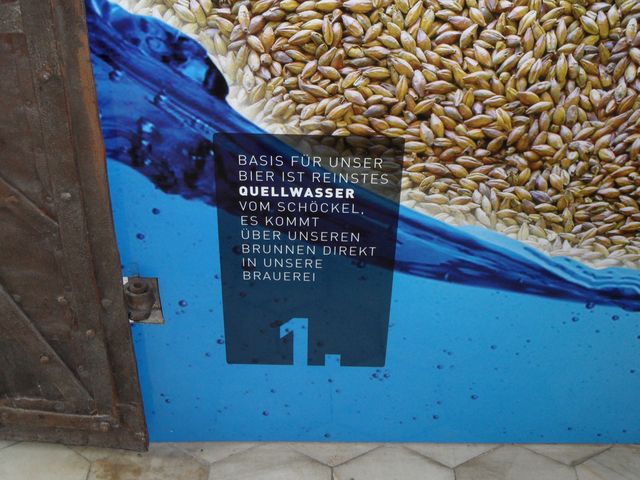 BASIS FÜR UNSER
BIER IST REINSTES
QUELLWASSER
VOM SCHÖCKEL,
ES KOMMT
ÜBER UNSEREN
BRUNNEN DIREKT
IN UNSERE
BRAUEREI
1.